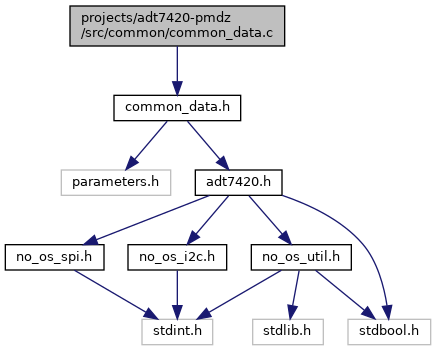 projects/adt7420-pmdz
/src/common/common_data.c
common_data.h
parameters.h
adt7420.h
no_os_spi.h
no_os_i2c.h
no_os_util.h
stdint.h
stdlib.h
stdbool.h